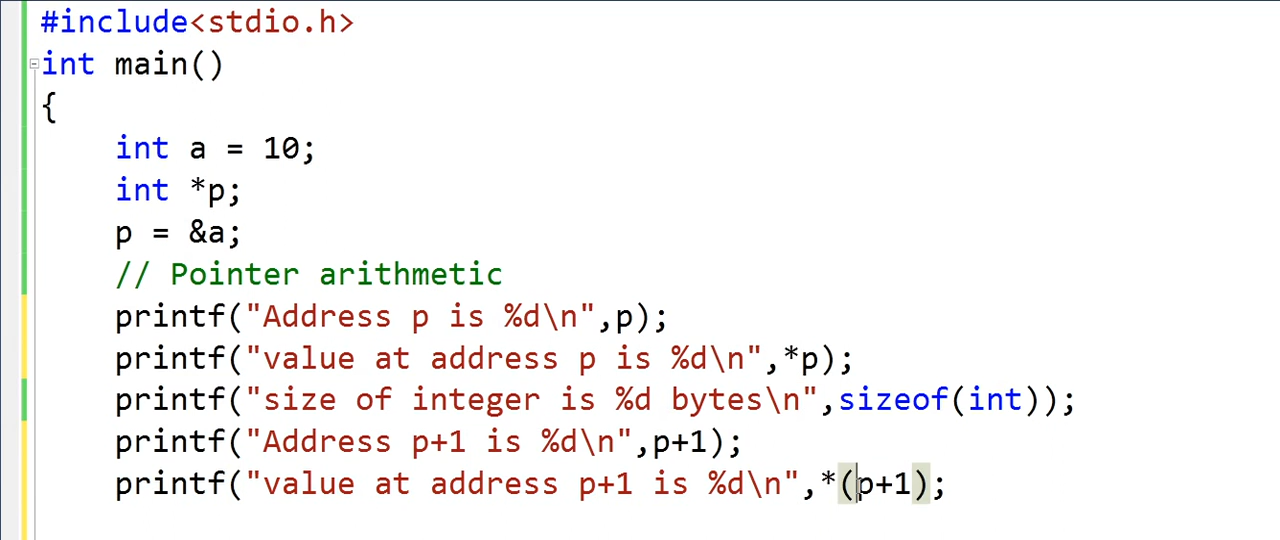 #include<stdio.h>
int main()
{
    int a = 10;
    int *p;
    p = &a;
    // Pointer arithmetic
    printf("Address p is %d\n",p);
    printf("value at address p is %d\n",*p);
    printf("size of integer is %d bytes\n",sizeof(int));
    printf("Address p+1 is %d\n",p+1);
    printf("value at address p+1 is %d\n",*(p+1);